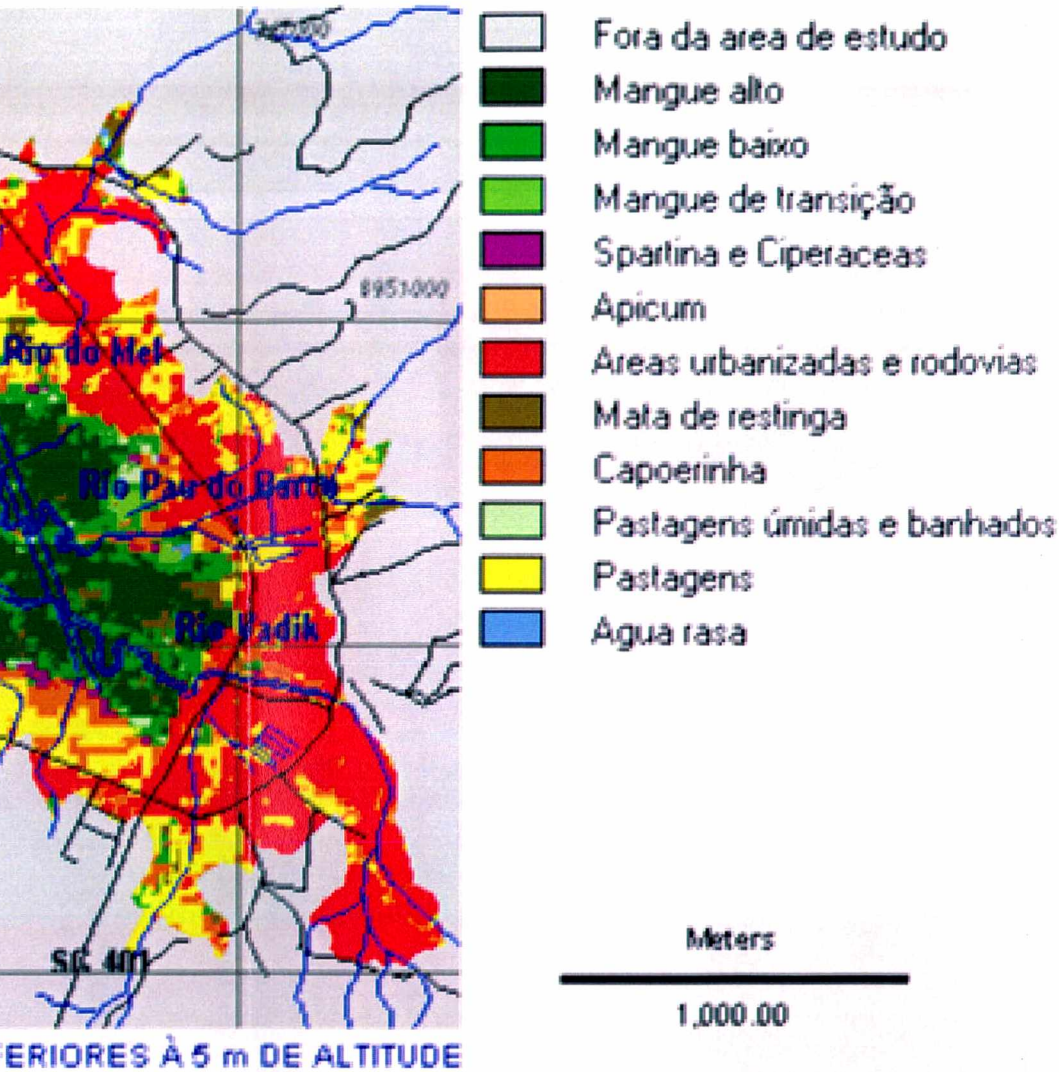 Fora da area de estudo
Mangue alto
Mangue baixo
Mangue de transição
Spartina e Ciperaceas
8951000
Apicum
Rio do Mel
Areas urbanizadas e rodovias
Mata de restinga
Capoerinha
Rio Pau do Barco
Pastagens úmidas e banhados
Pastagens
Rio Vadik
Agua rasa
Meters
SC 401
1,000.00
FERIORES À 5 m DE ALTITUDE